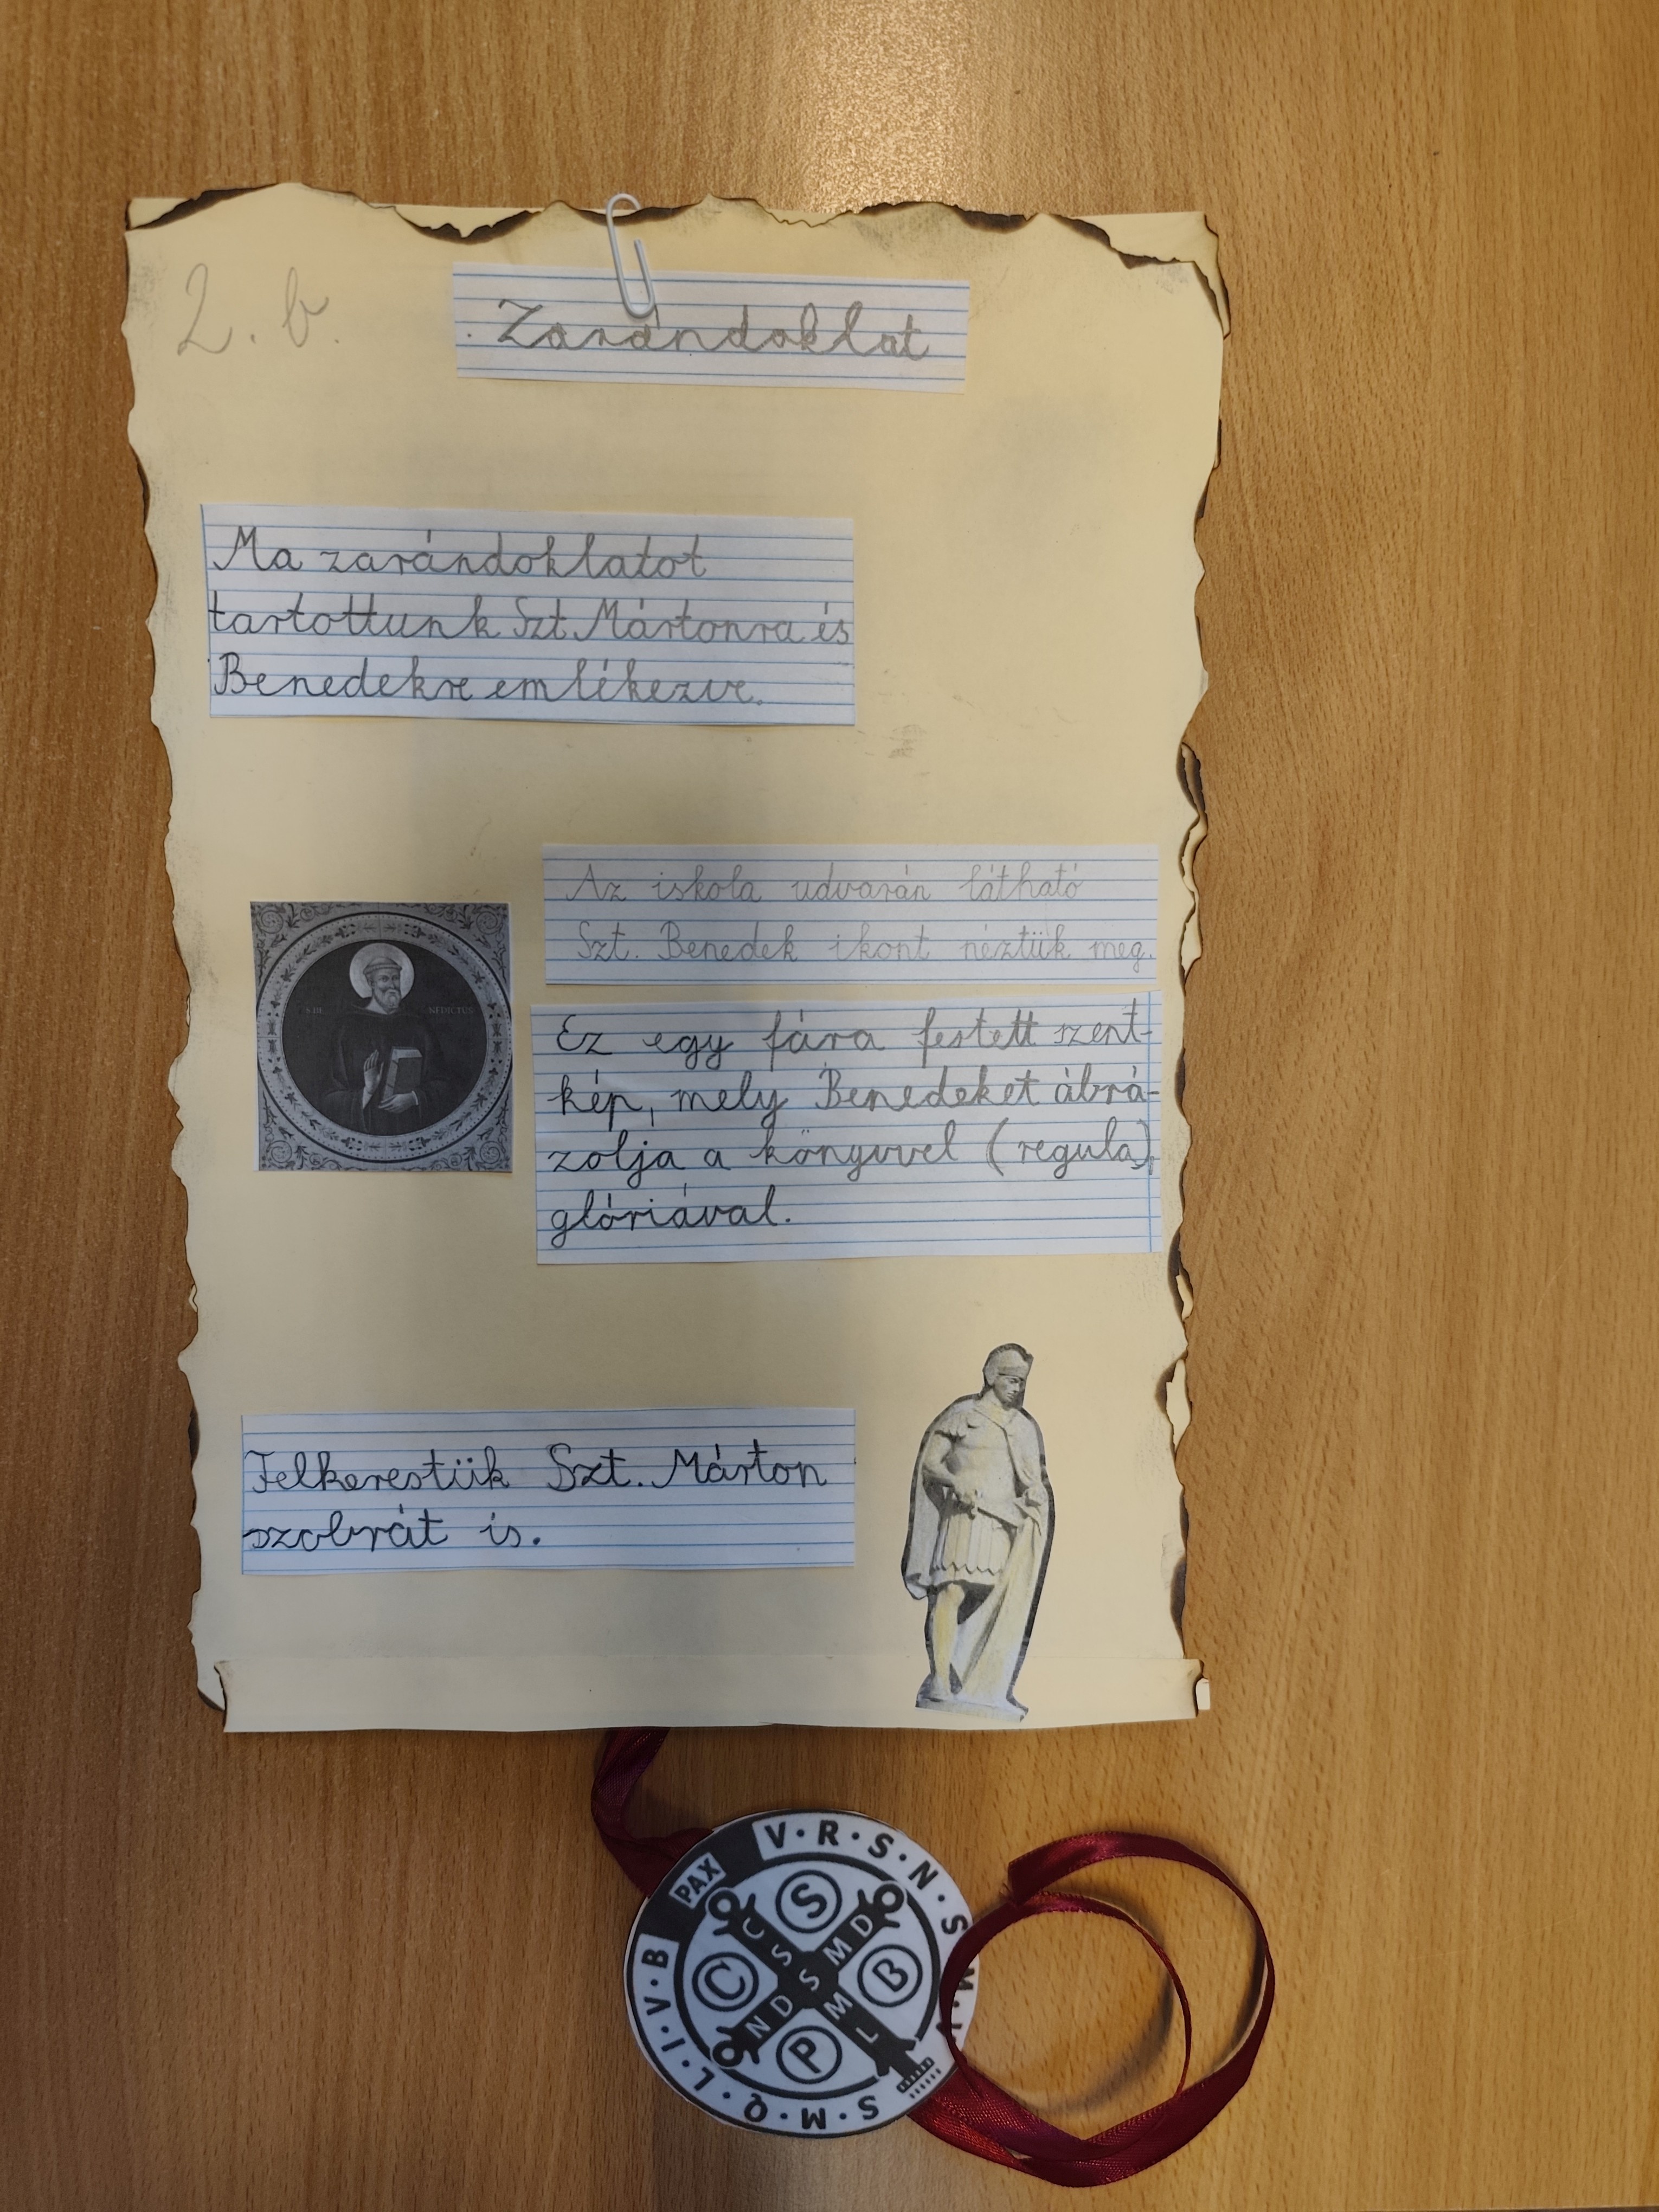 2. b.
Zarándoklat
Ma zarándoklatot
tartottunk Szt. Mártonra és
Benedekre emlékezve.
Az iskola udvarán látható
Szt. Benedek ikont néztük meg.
Ez egy fára festett szent-
kép, mely Benedeket ábrá-
zolja a könyvvel (regula),
glóriával.
Felkerestük Szt. Márton
szobrát is.
PAX
V·R·S·N·S
S·M·Q·L·I·V·B
C S P B
C S S M L
N D S M D